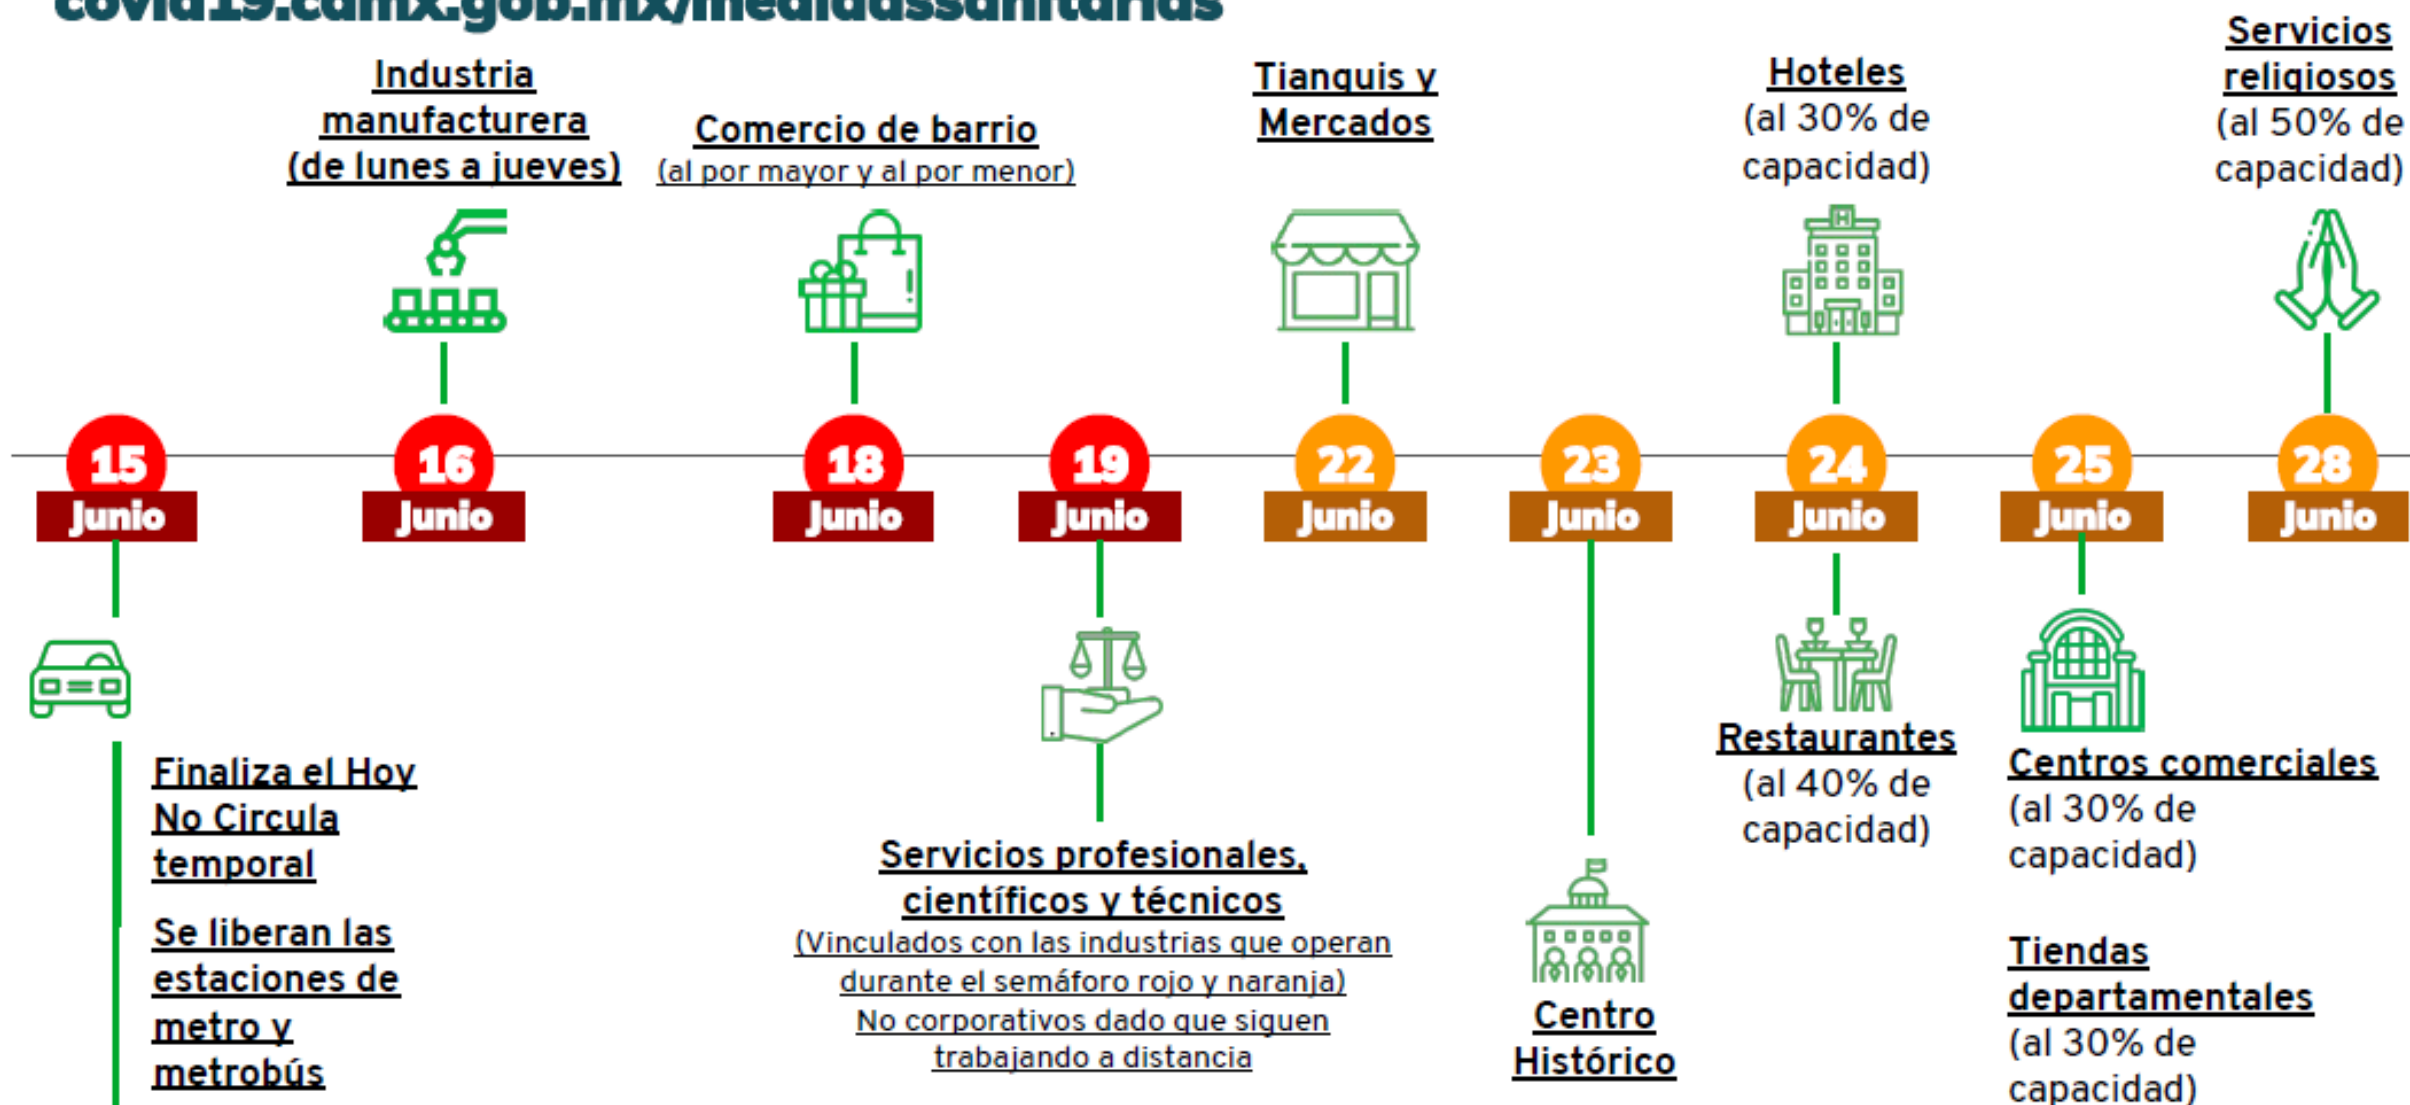 covid19.cdmx.gob.mx/medidassanitarias
Industria
manufacturera
(de lunes a jueves)
Comercio de barrio
(al por mayor y al por menor)
Tianguis y
Mercados
Hoteles
(al 30% de
capacidad)
Servicios
religiosos
(al 50% de
capacidad)
H
15
Junio
16
Junio
18
Junio
19
Junio
22
Junio
23
Junio
24
Junio
25
Junio
28
Junio
Finaliza el Hoy
No Circula
temporal
Se liberan las
estaciones de
metro y
metrobús
Servicios profesionales,
científicos y técnicos
(Vinculados con las industrias que operan
durante el semáforo rojo y naranja)
No corporativos dado que siguen
trabajando a distancia
Centro
Histórico
Restaurantes
(al 40% de
capacidad)
Centros comerciales
(al 30% de
capacidad)
Tiendas
departamentales
(al 30% de
capacidad)